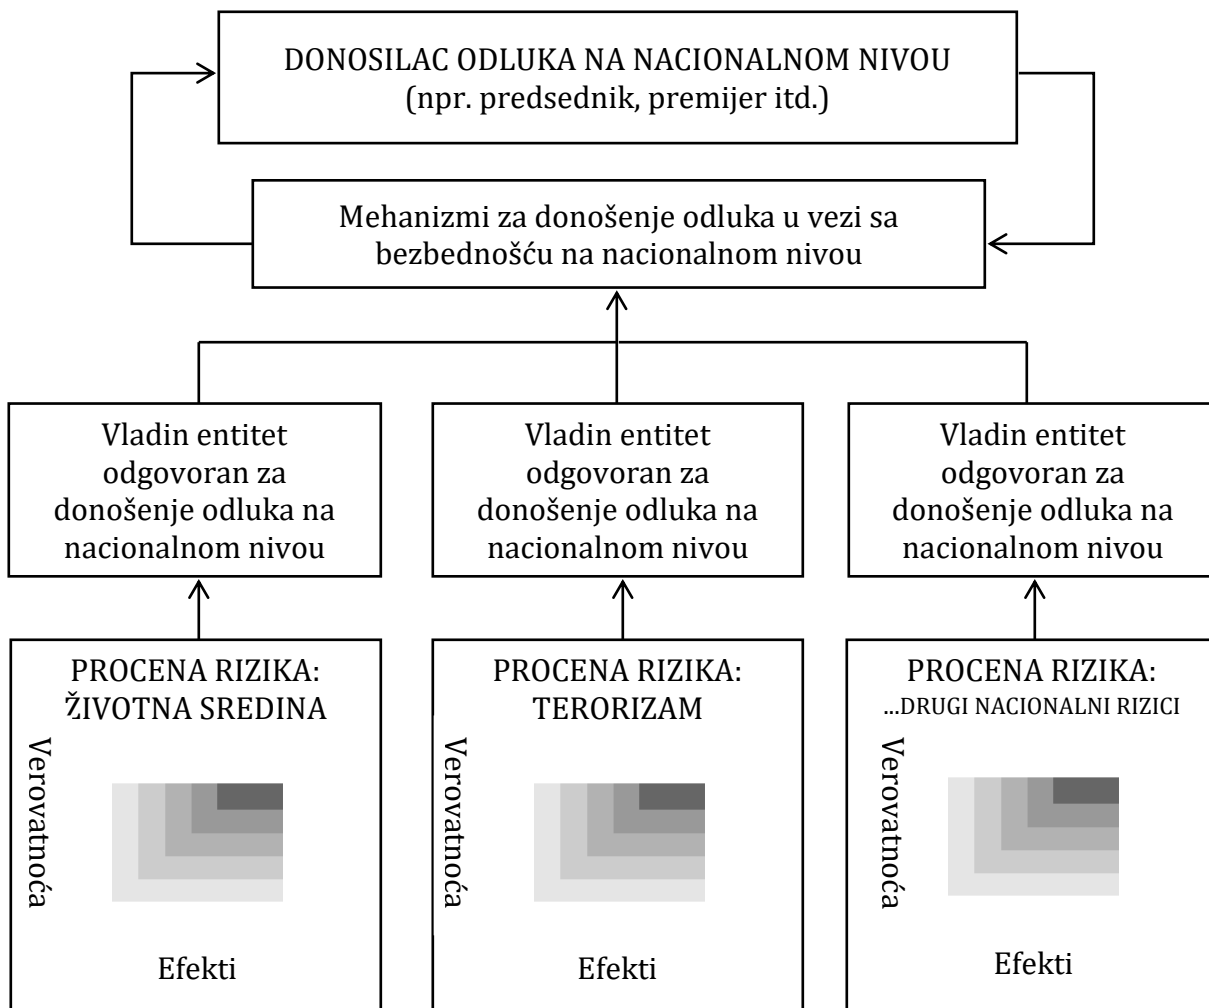 DONOSILAC ODLUKA NA NACIONALNOM NIVOU
(npr. predsednik, premijer itd.)
Mehanizmi za donošenje odluka u vezi sa
bezbednošću na nacionalnom nivou
Vladin entitet
odgovoran za
donošenje odluka na
nacionalnom nivou
Vladin entitet
odgovoran za
donošenje odluka na
nacionalnom nivou
Vladin entitet
odgovoran za
donošenje odluka na
nacionalnom nivou
PROCENA RIZIKA:
ŽIVOTNA SREDINA
Verovatnoća
Efekti
PROCENA RIZIKA:
TERORIZAM
Verovatnoća
Efekti
PROCENA RIZIKA:
...DRUGI NACIONALNI RIZICI
Verovatnoća
Efekti